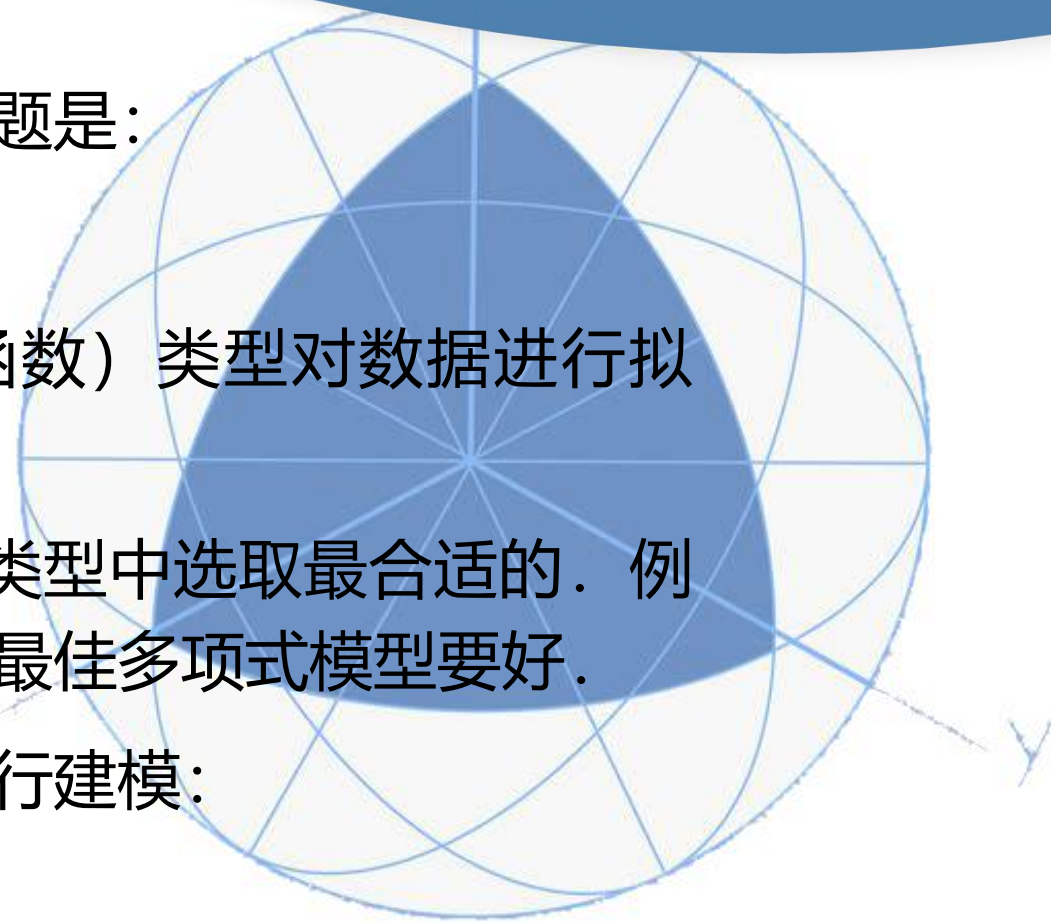 题是：
函数）类型对数据进行拟
类型中选取最合适的．例
最佳多项式模型要好．
行建模：
y